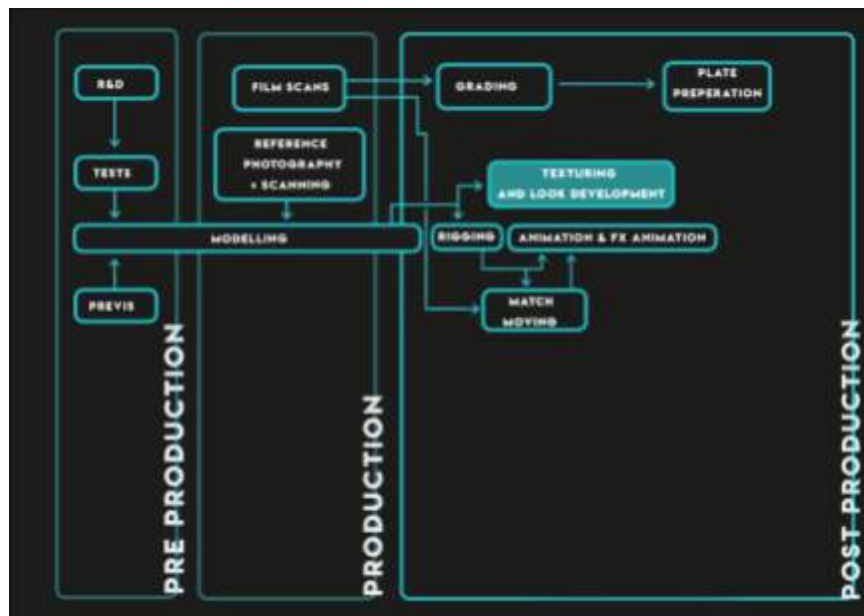 R&D
TESTS
PREVIS
PRE PRODUCTION
FILM SCANS
REFERENCE
PHOTOGRAPHY
+ SCANNING
MODELLING
PRODUCTION
GRADING
PLATE
PREPERATION
TEXTURING
AND LOOK DEVELOPMENT
RIGGING
ANIMATION & FX ANIMATION
MATCH
MOVING
POST PRODUCTION